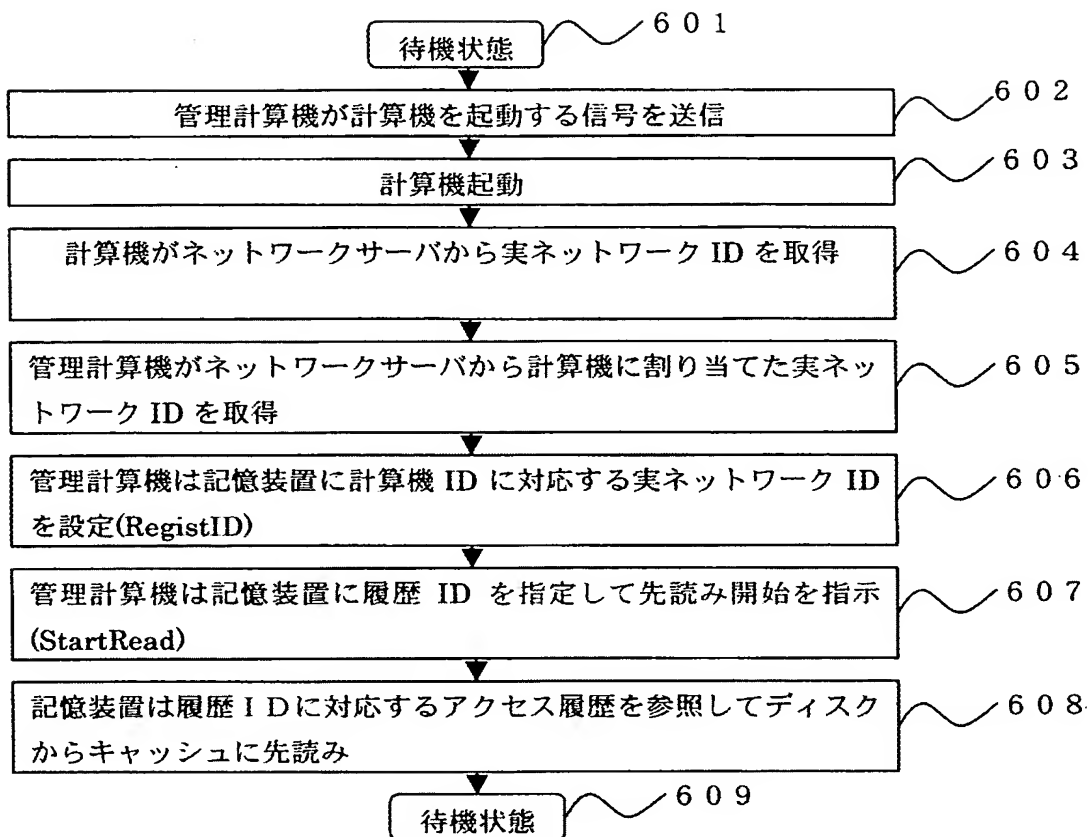 待機状態 ６０１
管理計算機が計算機を起動する信号を送信 ６０２
計算機起動 ６０３
計算機がネットワークサーバから実ネットワーク ID を取得 ６０４
管理計算機がネットワークサーバから計算機に割り当てた実ネッ
トワーク ID を取得 ６０５
管理計算機は記憶装置に計算機 ID に対応する実ネットワーク ID
を設定(RegistID) ６０６
管理計算機は記憶装置に履歴 ID を指定して先読み開始を指示
(StartRead) ６０７
記憶装置は履歴ＩＤに対応するアクセス履歴を参照してディスク
からキャッシュに先読み ６０８
待機状態 ６０９